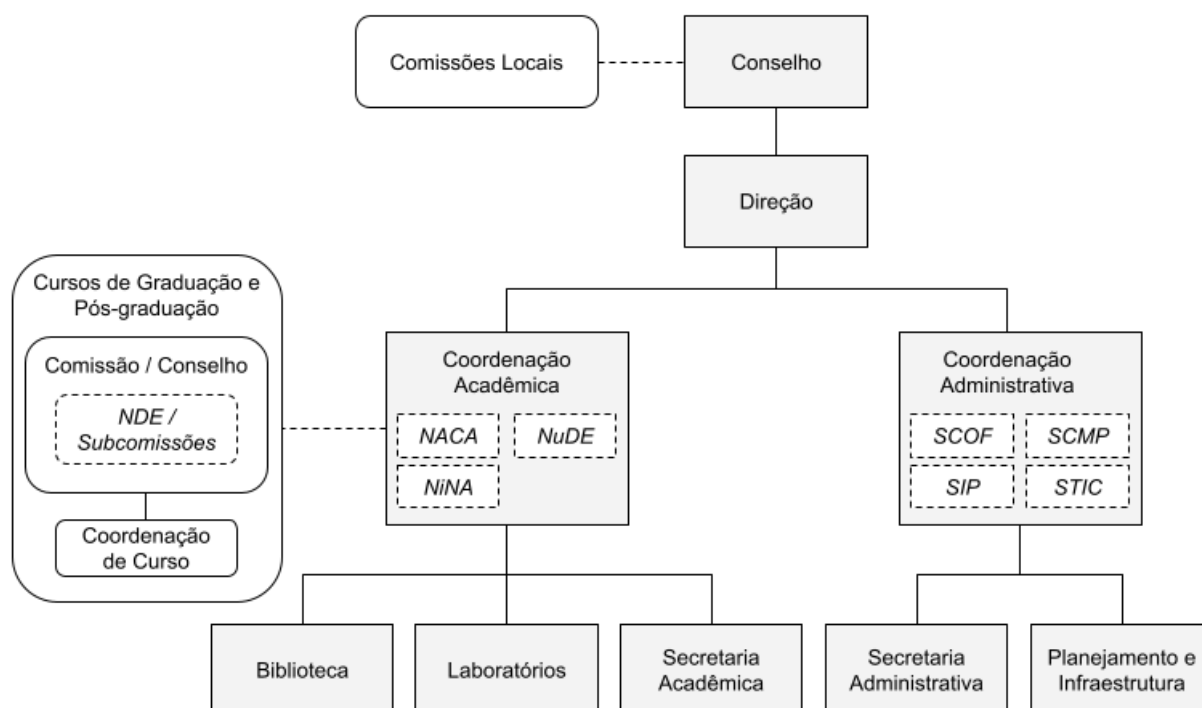 Comissões Locais
Conselho
Direção
Cursos de Graduação e
Pós-graduação
Comissão / Conselho
NDE /
Subcomissões
Coordenação
de Curso
Coordenação
Acadêmica
NACA
NuDE
NiNA
Coordenação
Administrativa
SCOF
SCMP
SIP
STIC
Biblioteca
Laboratórios
Secretaria
Acadêmica
Secretaria
Administrativa
Planejamento e
Infraestrutura